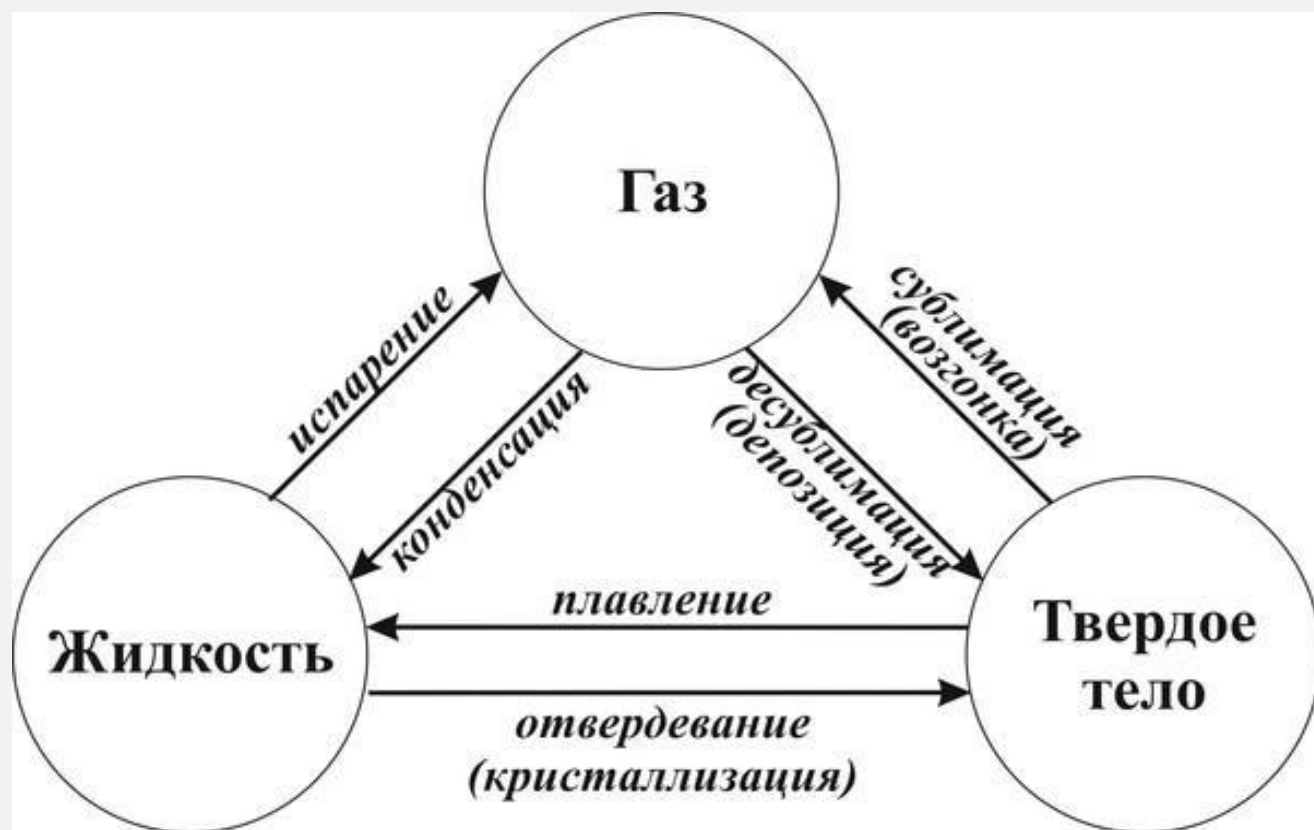 Газ
испарение
конденсация
сублимация
(возгонка)
десублимация
(депозиция)
плавление
Жидкость
Твердое
тело
отвердевание
(кристаллизация)